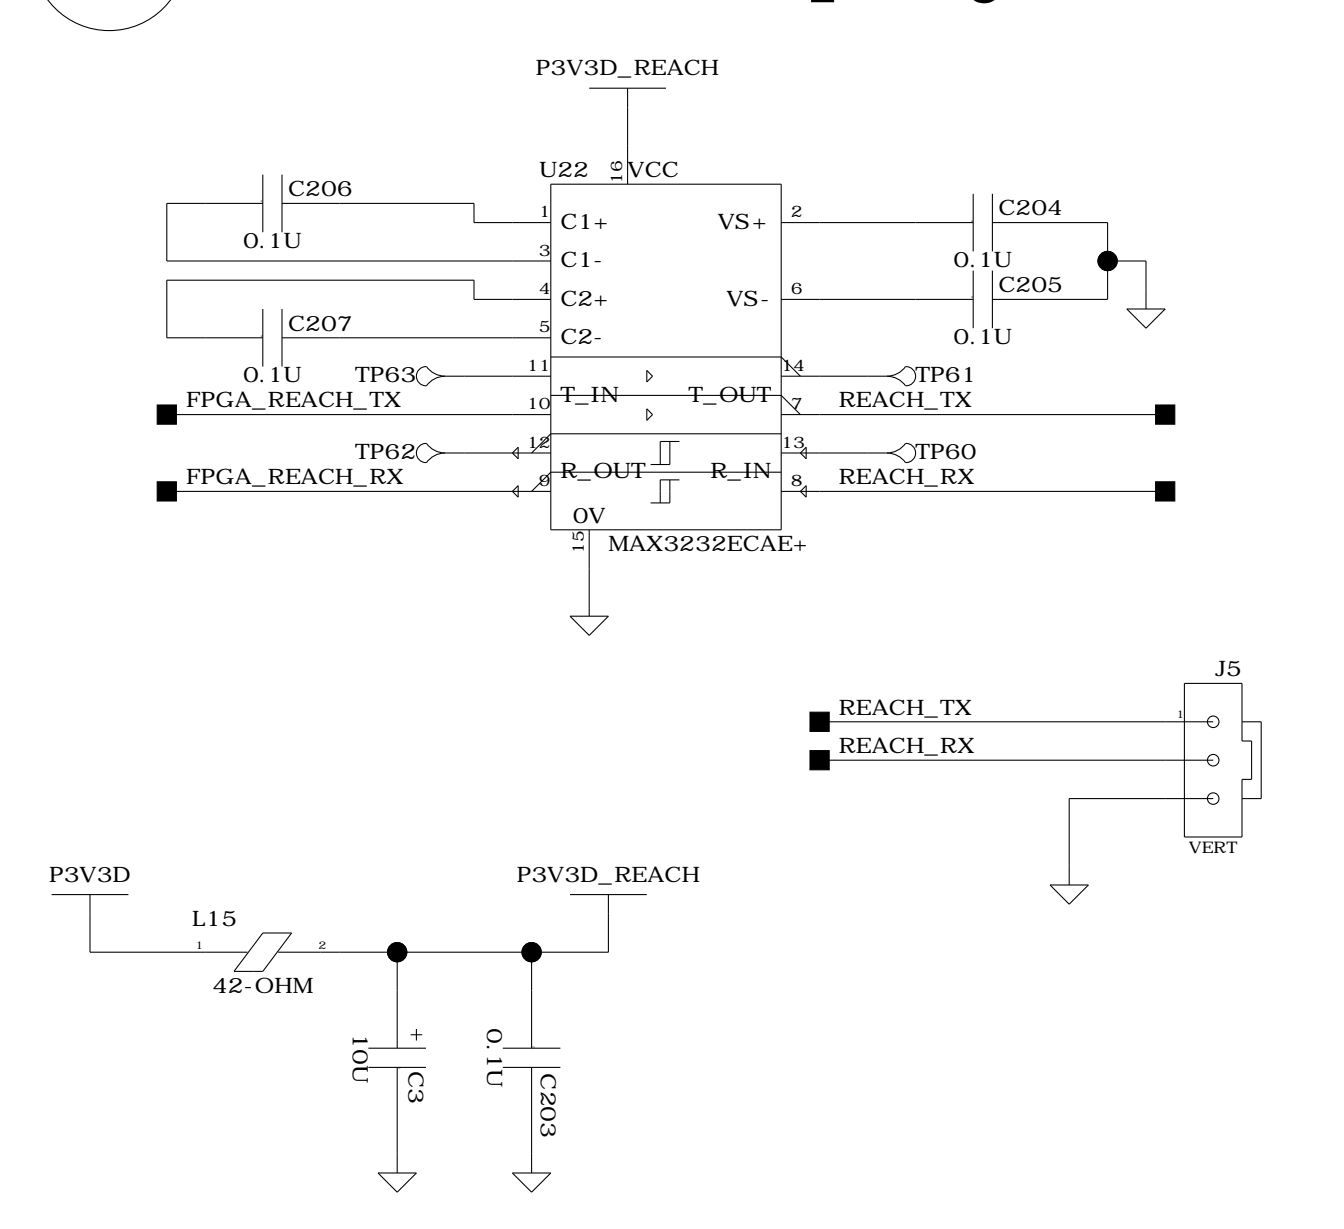 P3V3D_REACH
U22
16
VCC
C206
0.1U
1
C1+
VS+
2
C204
0.1U
3
C1-
4
C2+
VS-
6
C205
0.1U
C207
0.1U
5
C2-
TP63
11
14
TP61
FPGA_REACH_TX
10
T_IN
T_OUT
7
REACH_TX
TP62
12
13
TP60
FPGA_REACH_RX
9
R_OUT
R_IN
8
REACH_RX
0V
15
MAX3232ECAE+
J5
REACH_TX
1
REACH_RX
VERT
P3V3D
P3V3D_REACH
L15
1
2
42-OHM
+
10U
C3
0.1U
C203